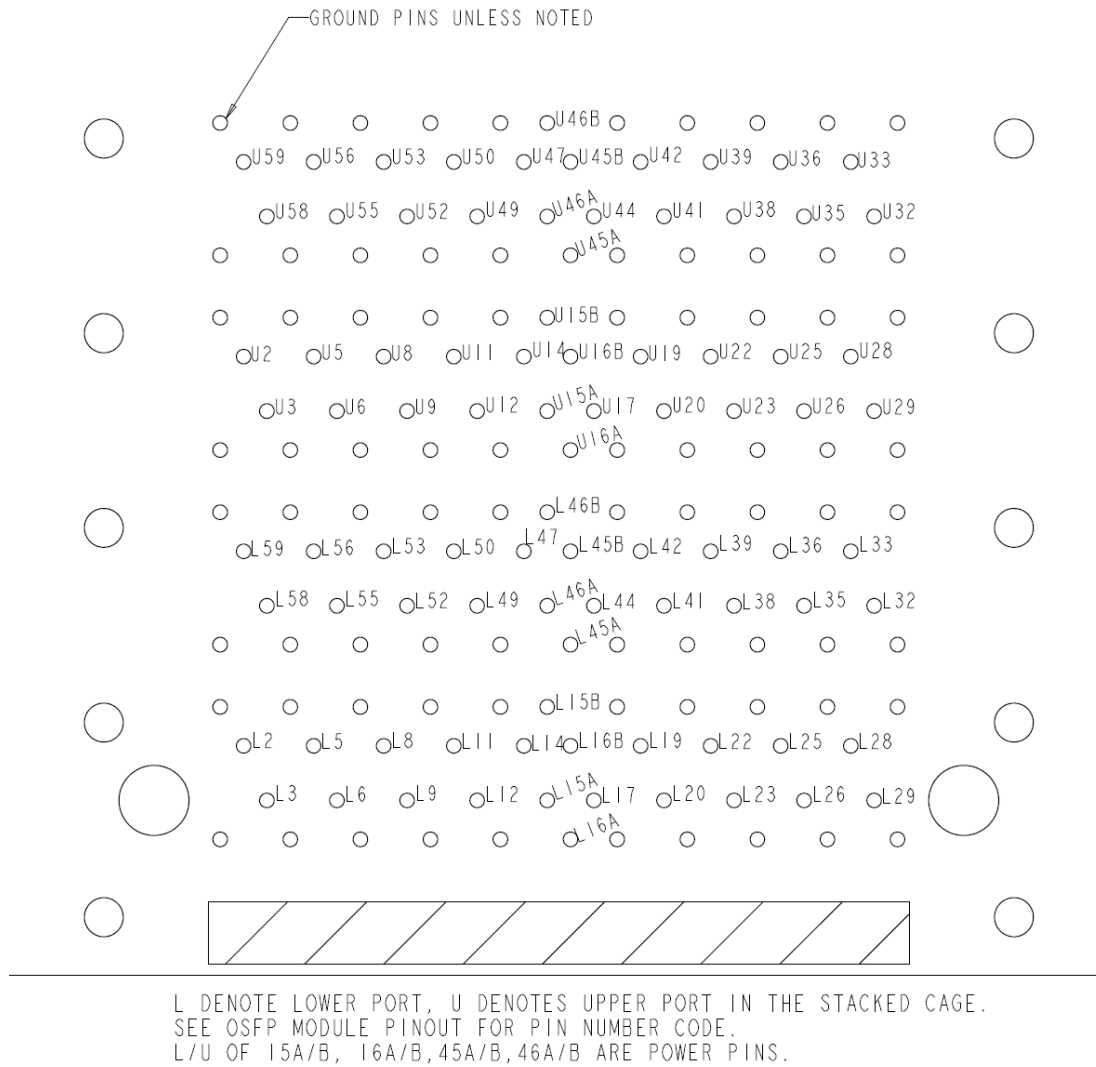 GROUND PINS UNLESS NOTED
U46B
U59 U56 U53 U50 U47 U45B U42 U39 U36 U33
U58 U55 U52 U49 U46A U44 U41 U38 U35 U32
U45A
U15B
U2 U5 U8 U11 U14 U16B U19 U22 U25 U28
U3 U6 U9 U12 U15A U17 U20 U23 U26 U29
U16A
L46B
L59 L56 L53 L50 L47 L45B L42 L39 L36 L33
L58 L55 L52 L49 L46A L44 L41 L38 L35 L32
L45A
L15B
L2 L5 L8 L11 L14 L16B L19 L22 L25 L28
L3 L6 L9 L12 L15A L17 L20 L23 L26 L29
L16A
L DENOTE LOWER PORT, U DENOTES UPPER PORT IN THE STACKED CAGE.
SEE OSFP MODULE PINOUT FOR PIN NUMBER CODE.
L/U OF 15A/B, 16A/B,45A/B,46A/B ARE POWER PINS.